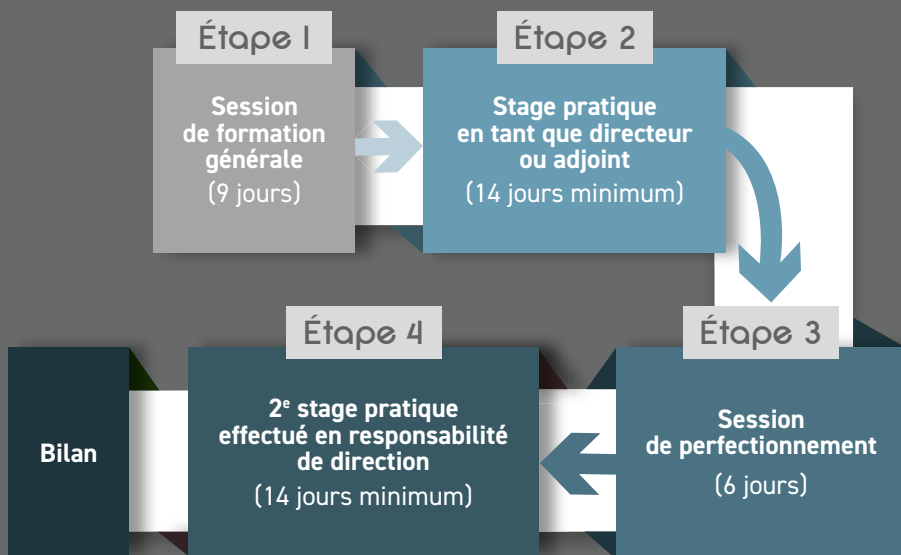 Étape 1
Session
de formation
générale
(9 jours)
Étape 2
Stage pratique
en tant que directeur
ou adjoint
(14 jours minimum)
Étape 3
Session
de perfectionnement
(6 jours)
Étape 4
2e stage pratique
effectué en responsabilité
de direction
(14 jours minimum)
Bilan